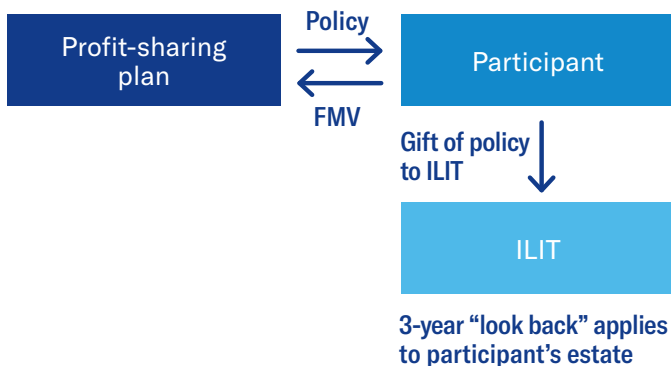 Profit-sharing
plan
Policy
FMV
Participant
Gift of policy
to ILIT
ILIT
3-year “look back” applies
to participant’s estate